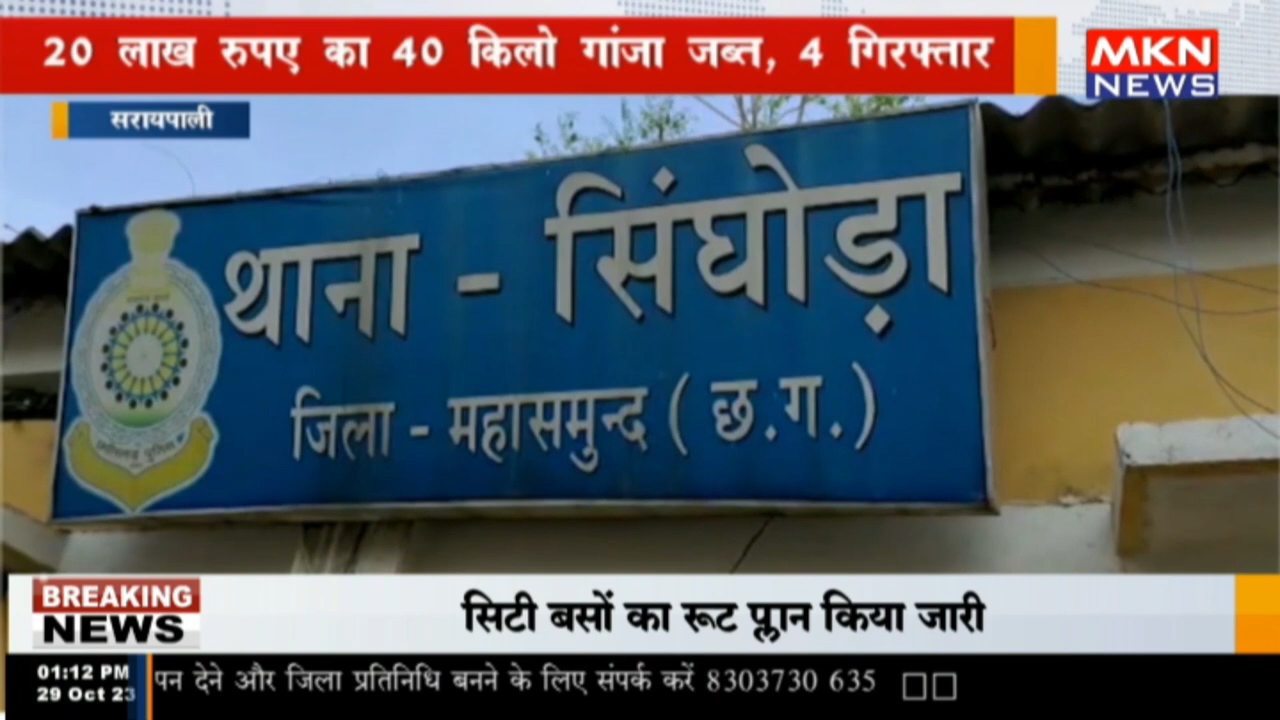 20 लाख रुपए का 40 किलो गांजा जब्त, 4 गिरफ्तार
MKN
NEWS
सरायपाली
थाना - सिंघोड़ा
जिला - महासमुन्द ( छ.ग. )
BREAKING
NEWS
सिटी बसों का रूट प्लान किया जारी
01:12 PM
29 Oct 23
पन देने और जिला प्रतिनिधि बनने के लिए संपर्क करें 8303730 635